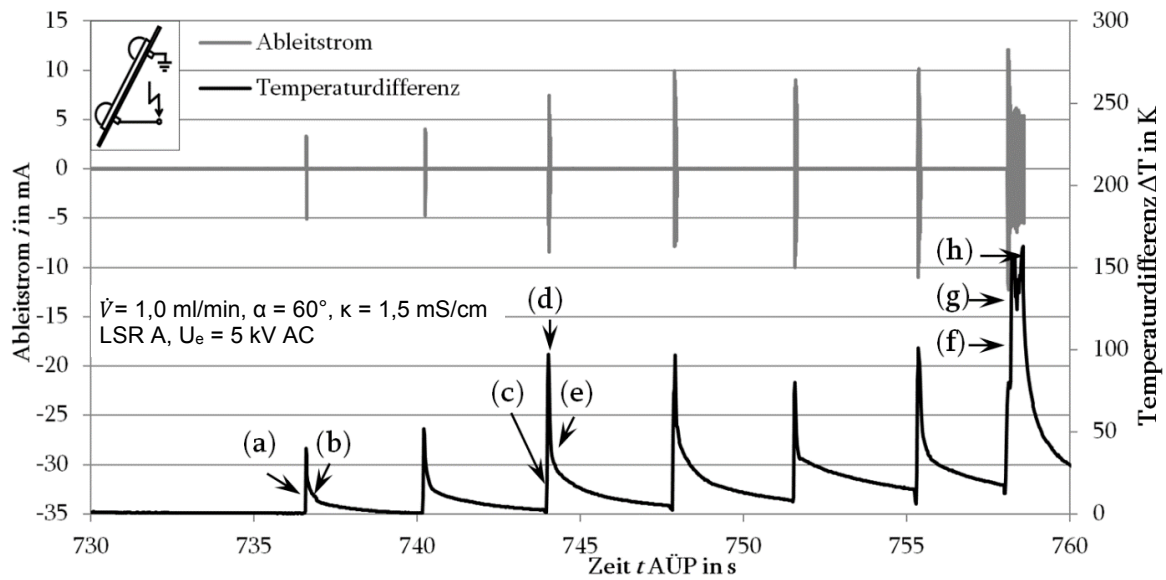 15
10
5
0
-5
-10
-15
-20
-25
-30
-35
Ableitstrom i in mA
Ableitstrom
Temperaturdifferenz
V̇= 1,0 ml/min, α = 60°, κ = 1,5 mS/cm
LSR A, Uₑ = 5 kV AC
(a)
(b)
(c)
(d)
(e)
(f)
(g)
(h)
300
250
200
150
100
50
0
Temperaturdifferenz ΔT in K
730
735
740
745
750
755
760
Zeit t AÜP in s